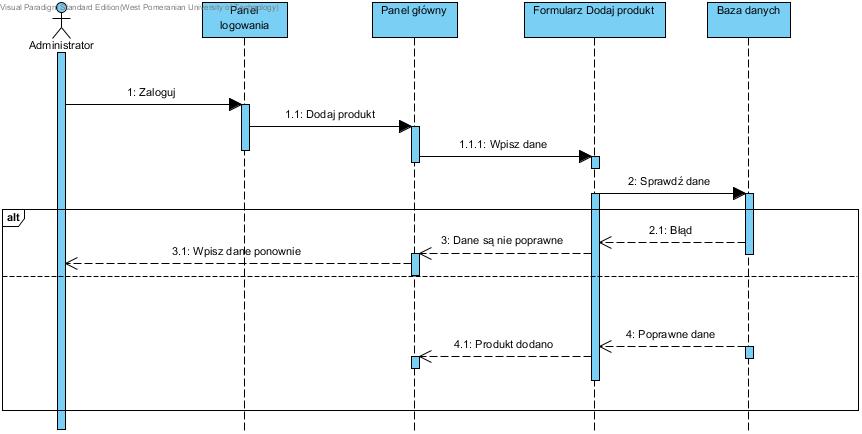 Visual Paradigm Standard Edition(West Pomeranian University of Technology)
Panel
logowania
Panel główny
Formularz Dodaj produkt
Baza danych
Administrator
1: Zaloguj
1.1: Dodaj produkt
1.1.1: Wpisz dane
2: Sprawdź dane
alt
2.1: Błąd
3: Dane są nie poprawne
3.1: Wpisz dane ponownie
4: Poprawne dane
4.1: Produkt dodano